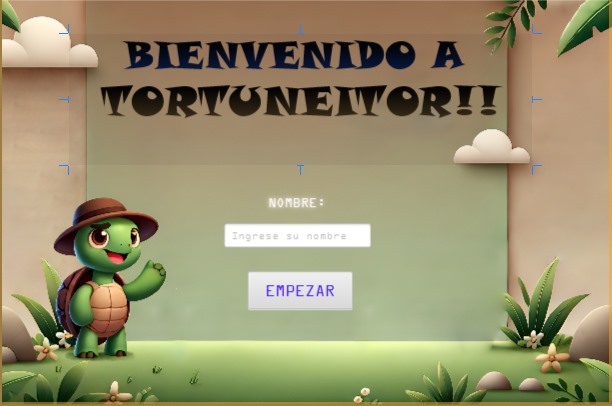 BIENVENIDO A
TORTUNEITOR!!
NOMBRE:
Ingrese su nombre
EMPEZAR